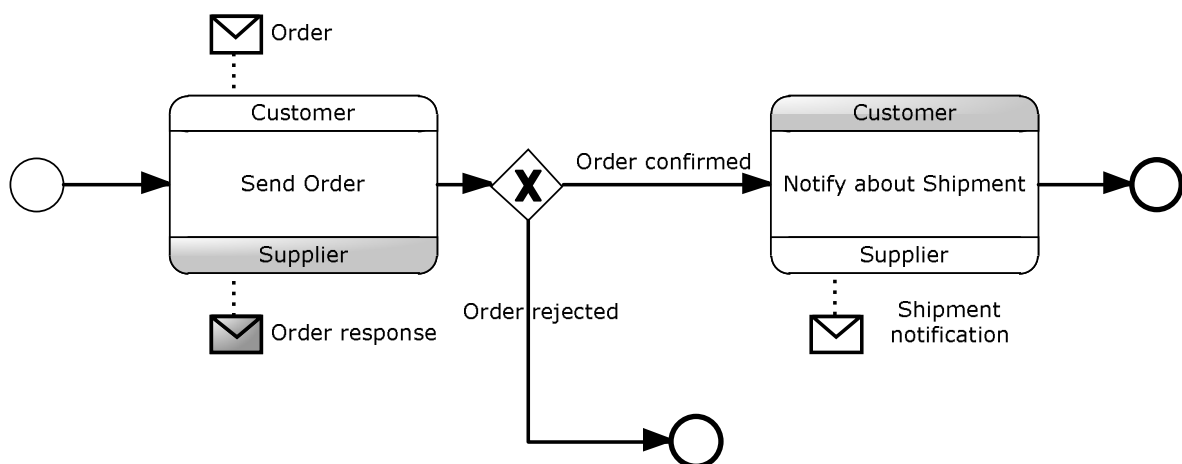 Order
Customer
Send Order
Supplier
Order response
X
Order confirmed
Order rejected
Customer
Notify about Shipment
Supplier
Shipment
notification